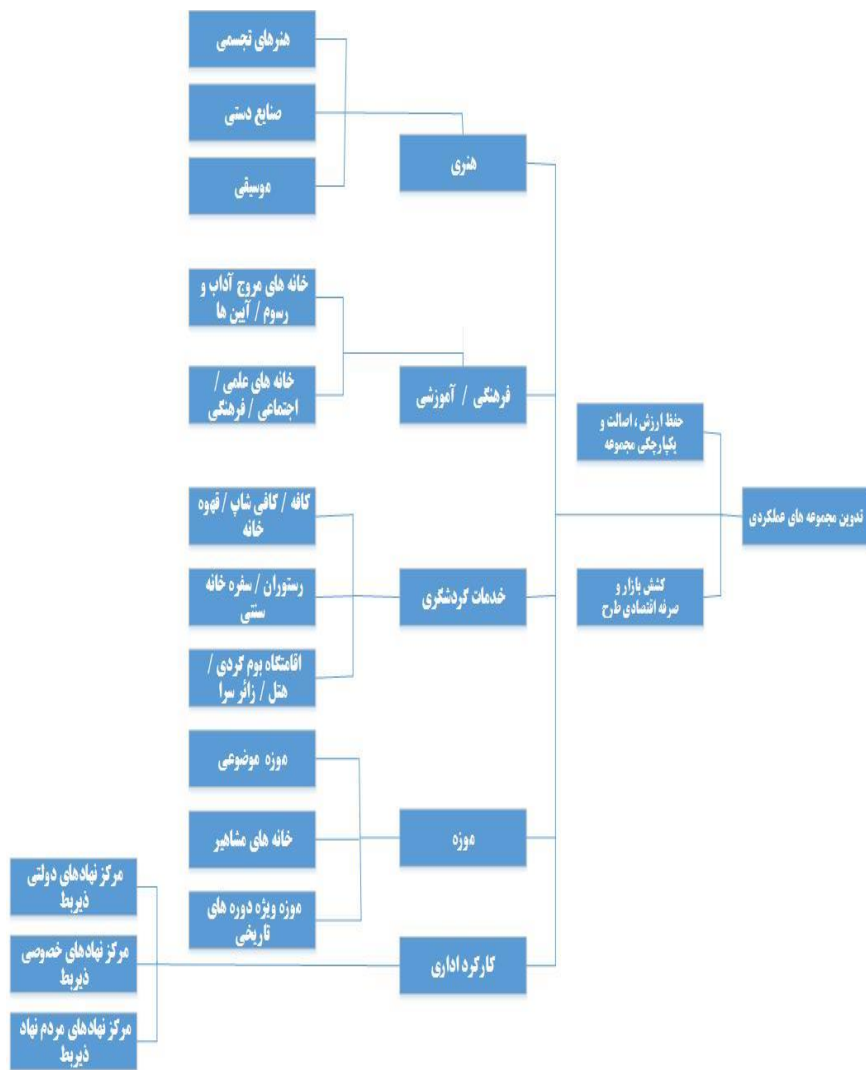 تدوین مجموعه های عملکردی
حفظ ارزش، اصالت و
یکپارچگی مجموعه
کشش بازار و
صرفه اقتصادی طرح
هنری
هنرهای تجسمی
صنایع دستی
موسیقی
فرهنگی / آموزشی
خانه های مروج آداب و
رسوم / آیین ها
خانه های علمی /
اجتماعی / فرهنگی
خدمات گردشگری
کافه / کافی شاپ / قهوه
خانه
رستوران / سفره خانه
سنتی
اقامتگاه بوم گردی /
هتل / زائر سرا
موزه
موزه موضوعی
خانه های مشاهیر
موزه ویژه دوره های
تاریخی
کارکرد اداری
مرکز نهادهای دولتی
ذیربط
مرکز نهادهای خصوصی
ذیربط
مرکز نهادهای مردم نهاد
ذیربط